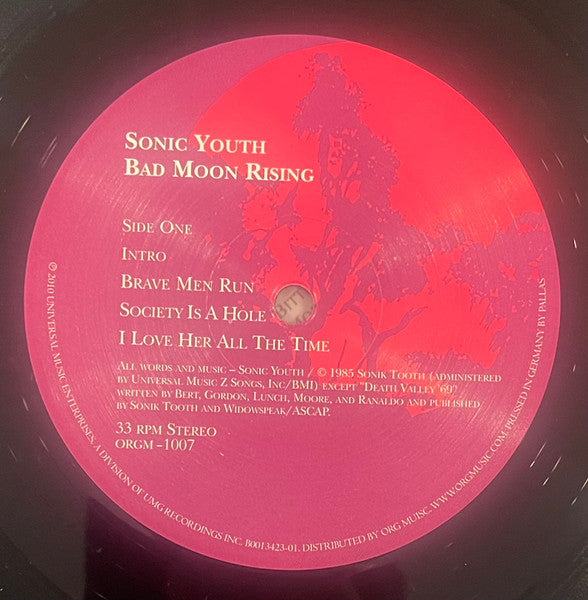 SONIC YOUTH
BAD MOON RISING
SIDE ONE
INTRO
BRAVE MEN RUN
SOCIETY IS A HOLE
I LOVE HER ALL THE TIME
ALL WORDS AND MUSIC – SONIC YOUTH / © 1985 SONIK TOOTH (ADMINISTERED
BY UNIVERSAL MUSIC Z SONGS, INC/BMI) EXCEPT "DEATH VALLEY '69"
WRITTEN BY BERT, GORDON, LUNCH, MOORE, AND RANALDO AND PUBLISHED
BY SONIK TOOTH AND WIDOWSPEAK/ASCAP.
33 RPM STEREO
ORGM-1007
℗ 2010 UNIVERSAL MUSIC ENTERPRISES, A DIVISION OF UMG RECORDINGS INC. B0013423-01. DISTRIBUTED BY ORG MUISC. WWW.ORGMUSIC.COM. PRESSED IN GERMANY BY PALLAS